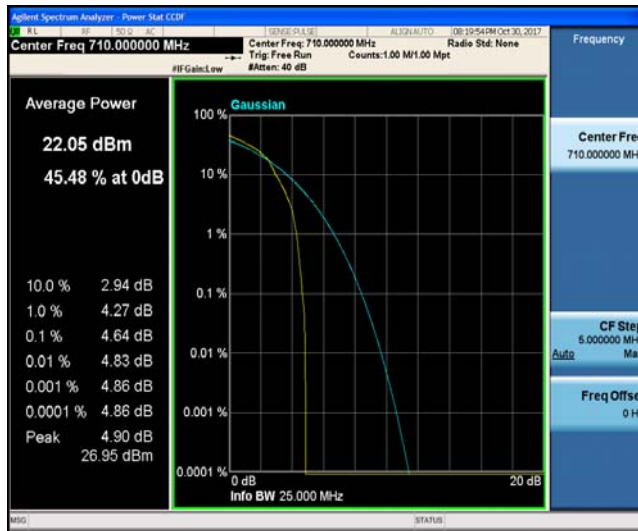 Agilent Spectrum Analyzer - Power Stat CCDF
RL RF 50 Ω AC SENSE:PULSE ALIGN AUTO 08:19:54 PM Oct 30, 2017
Center Freq 710.000000 MHz
Center Freq: 710.000000 MHz Radio Std: None
Trig: Free Run Counts:1.00 M/1.00 Mpt
#IFGain:Low #Atten: 40 dB
Frequency
Average Power
22.05 dBm
45.48 % at 0dB
10.0 % 2.94 dB
1.0 % 4.27 dB
0.1 % 4.64 dB
0.01 % 4.83 dB
0.001 % 4.86 dB
0.0001 % 4.86 dB
Peak 4.90 dB
26.95 dBm
Gaussian
100 %
10 %
1 %
0.1 %
0.01 %
0.001 %
0.0001 %
0 dB 20 dB
Info BW 25.000 MHz
Center Fre
710.000000 MH
CF Ste
5.000000 MH
Auto Ma
Freq Offse
0 H
MSG STATUS